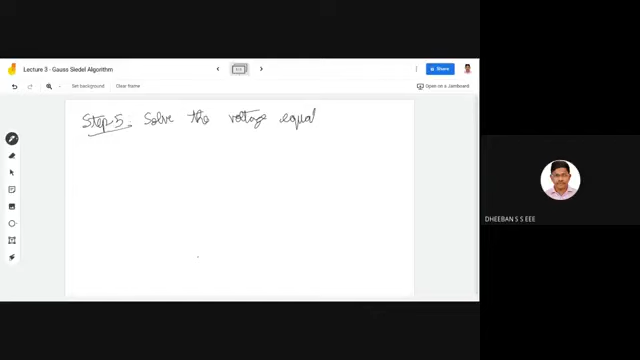 Lecture 3 - Gauss Siedel Algorithm
Share
Set background
Clear frame
Open on a Jamboard
Step 5: Solve the voltage equal
DHEEBAN S S EEE